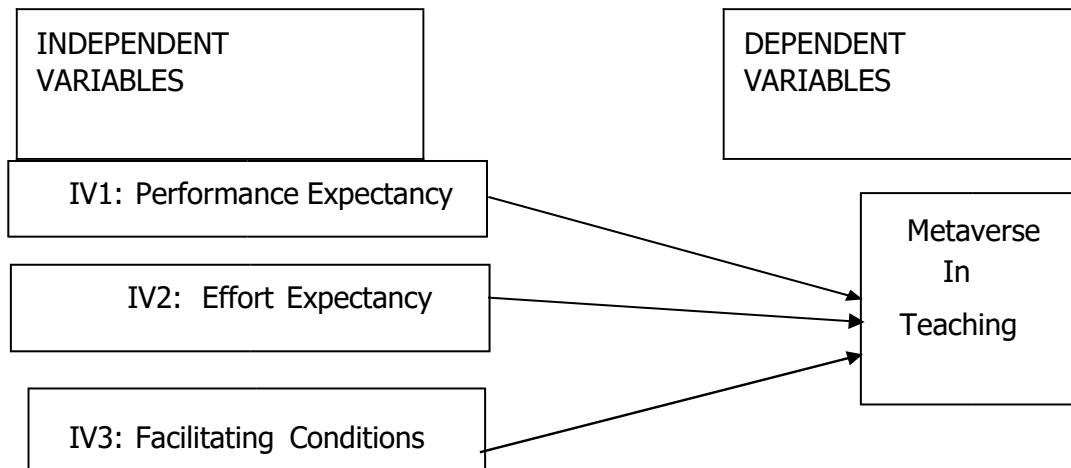 INDEPENDENT
VARIABLES
DEPENDENT
VARIABLES
IV1: Performance Expectancy
IV2: Effort Expectancy
IV3: Facilitating Conditions
Metaverse
In
Teaching